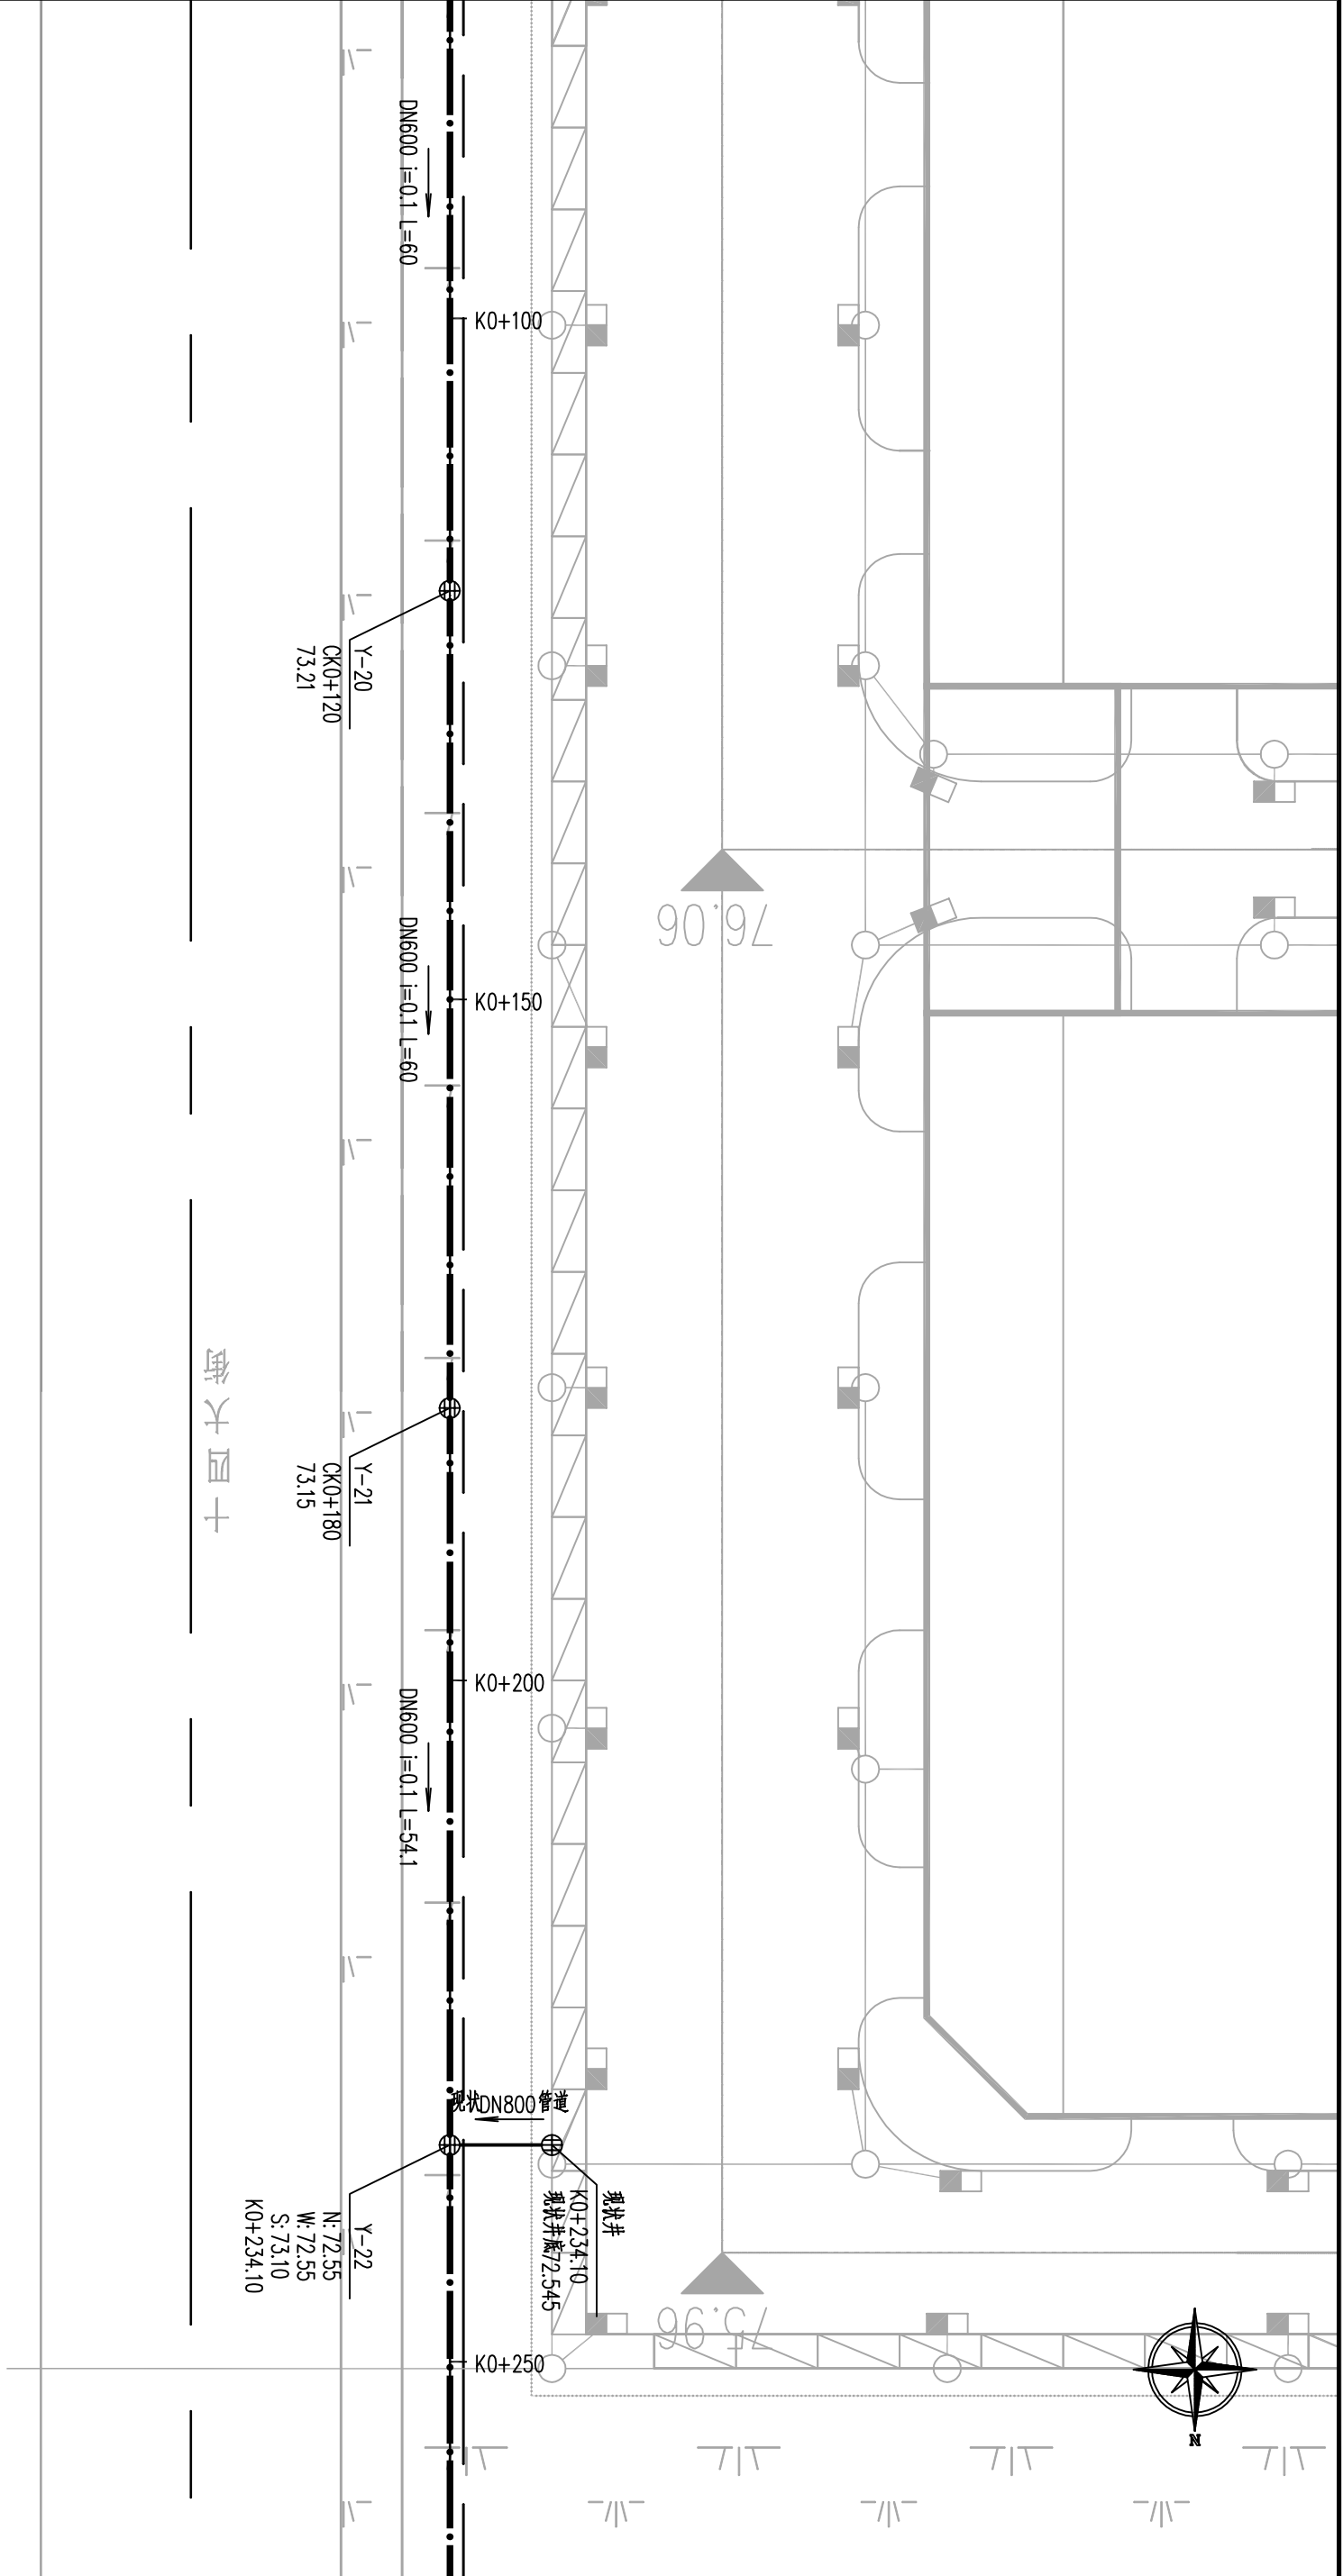 DN600 i=0.1 L=60
K0+100
Y-20
CK0+120
73.21
76.06
DN600 i=0.1 L=60
K0+150
十四大街
Y-21
CK0+180
73.15
K0+200
DN600 i=0.1 L=54.1
现状DN800管道
Y-22
N: 72.55
W: 72.55
S: 73.10
K0+234.10
现状井
K0+234.10
现状井底72.545
75.96
K0+250
N